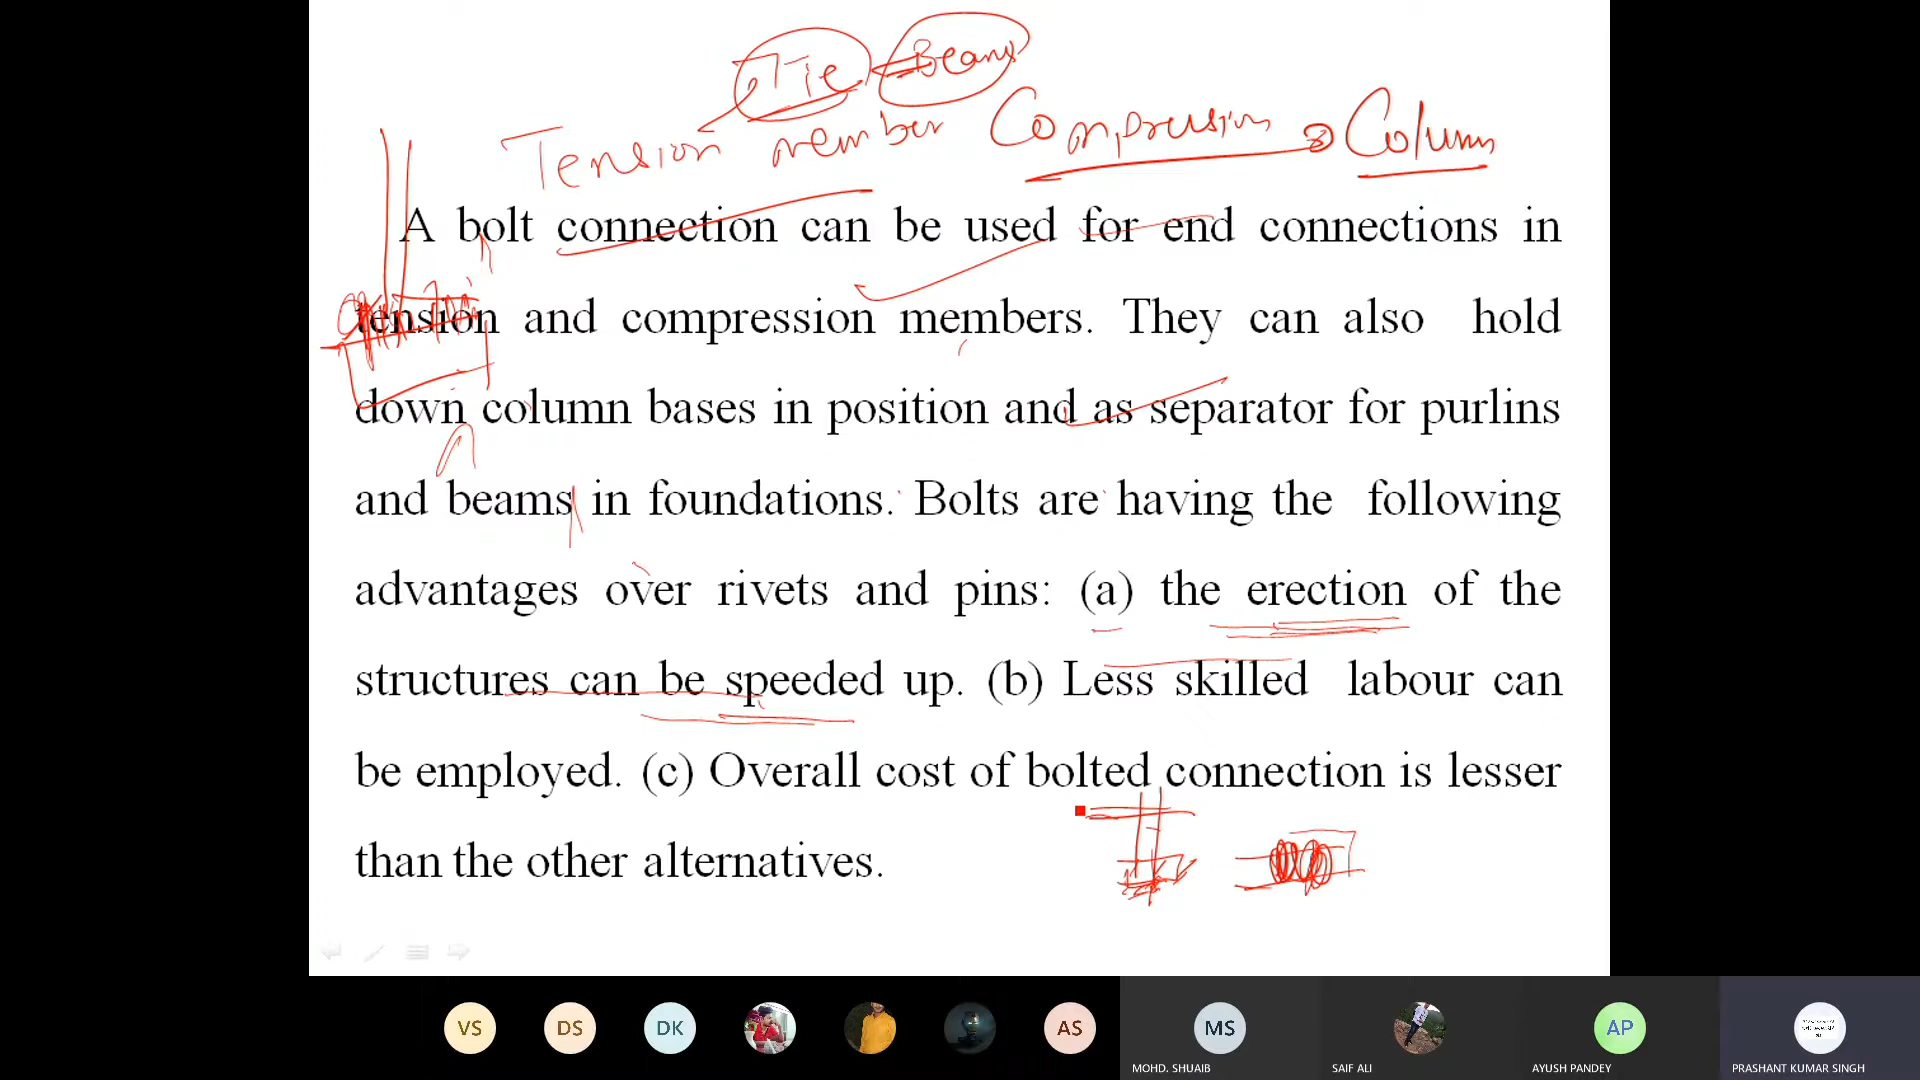 Tie Beams
Tension member Compression Column
A bolt connection can be used for end connections in
tension and compression members. They can also hold
down column bases in position and as separator for purlins
and beams in foundations. Bolts are having the following
advantages over rivets and pins: (a) the erection of the
structures can be speeded up. (b) Less skilled labour can
be employed. (c) Overall cost of bolted connection is lesser
than the other alternatives.
VS DS DK AS MS AP
MOHD. SHUAIB SAIF ALI AYUSH PANDEY PRASHANT KUMAR SINGH